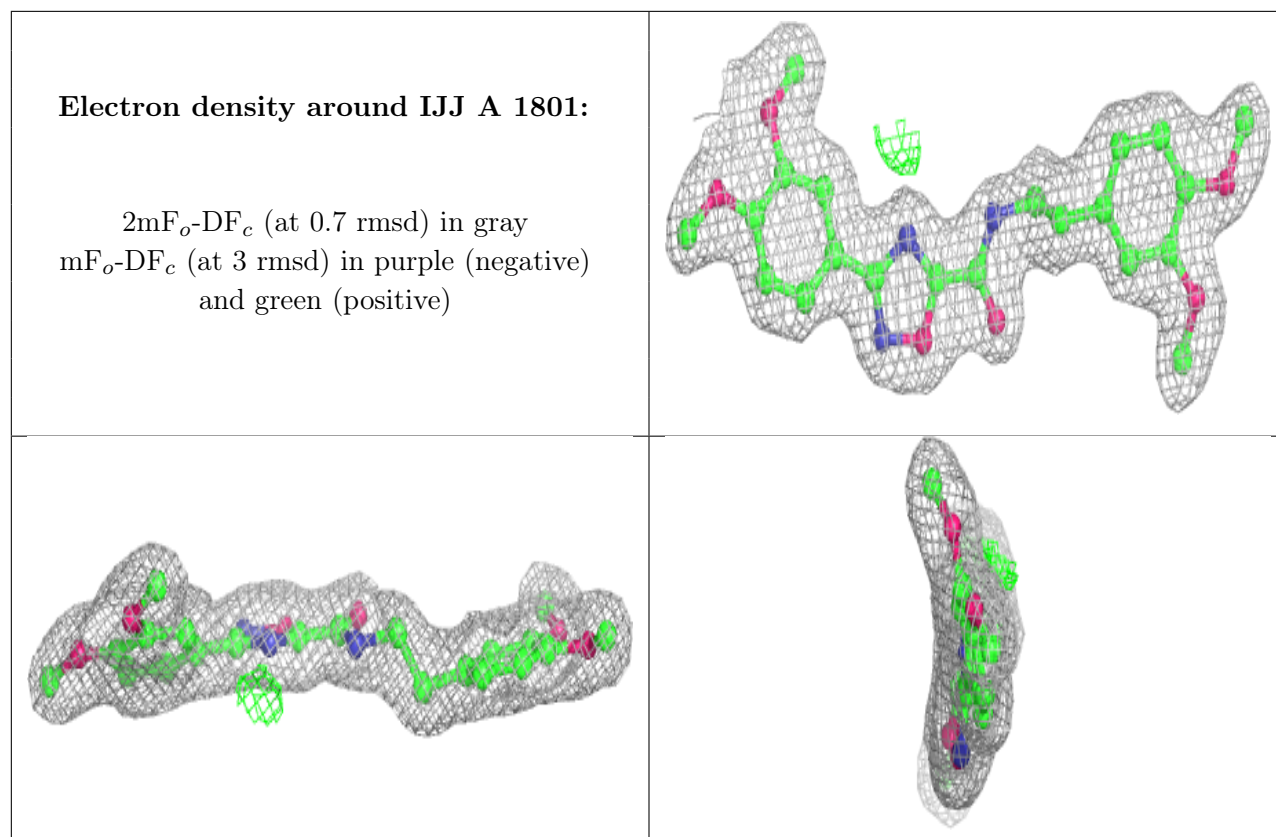 Electron density around IJJ A 1801:
2mFo-DFc (at 0.7 rmsd) in gray
mFo-DFc (at 3 rmsd) in purple (negative)
and green (positive)